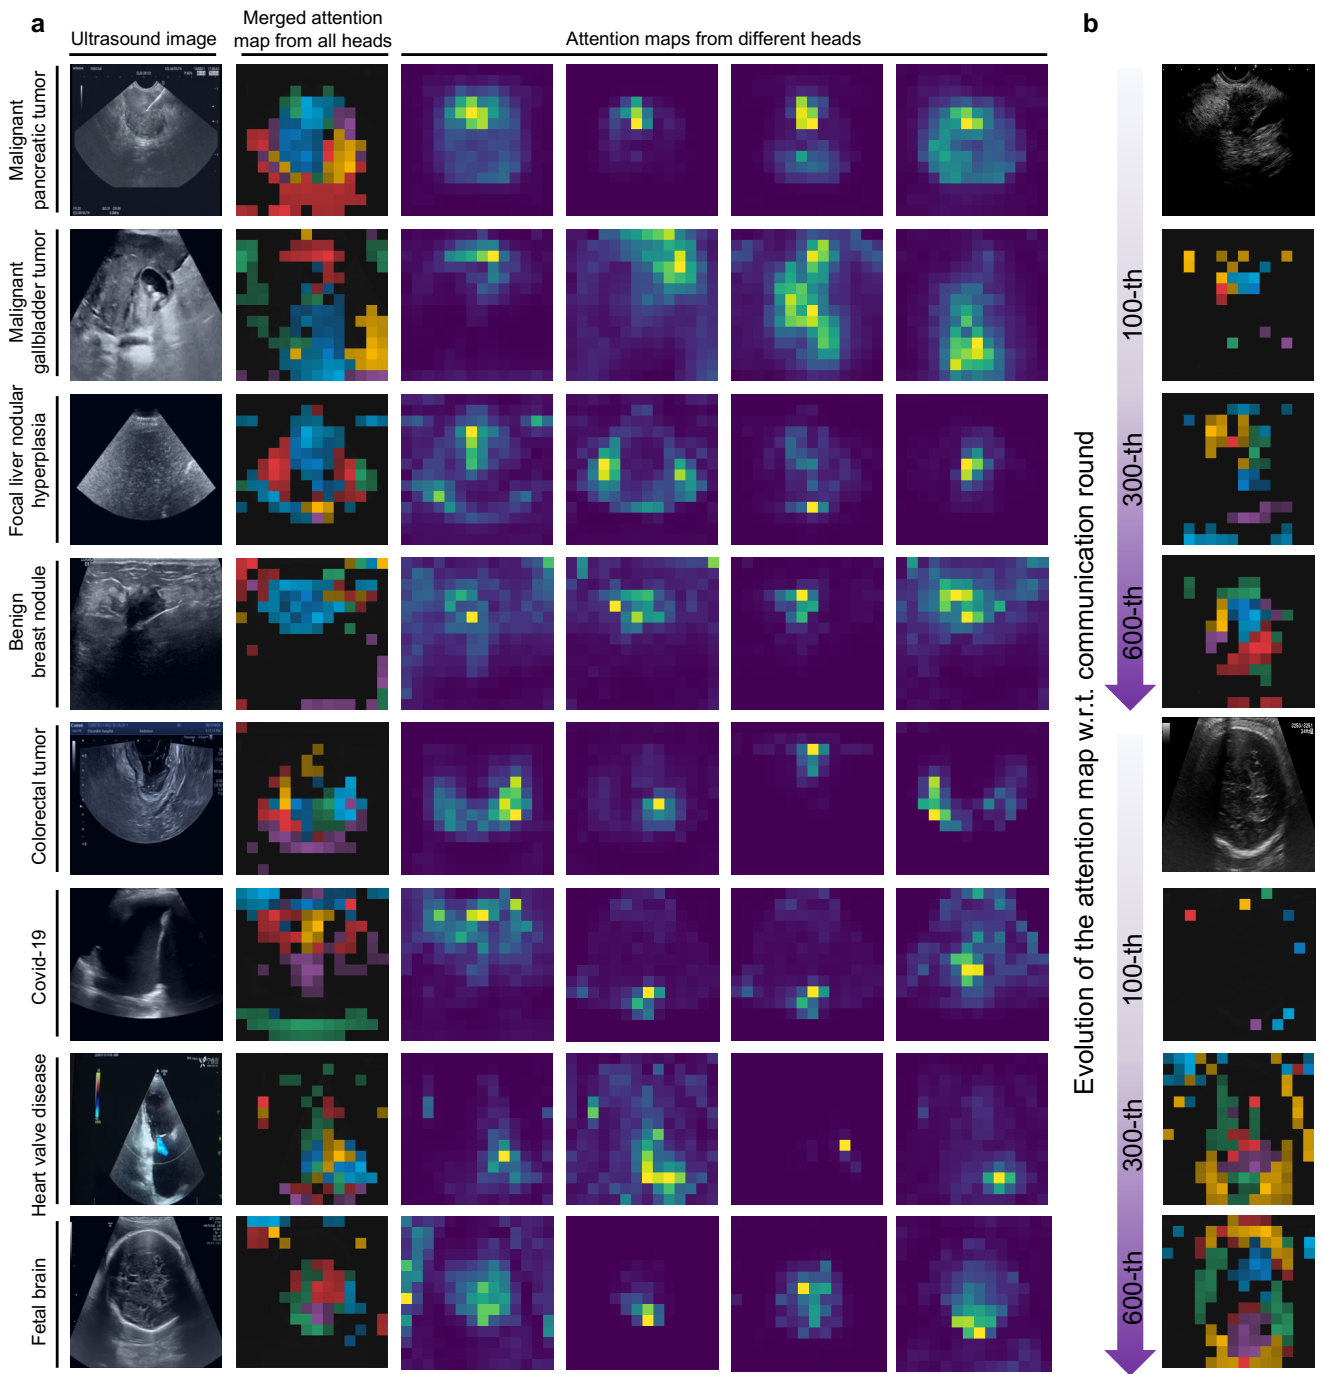 a
Ultrasound image
Merged attention
map from all heads
Attention maps from different heads
Malignant
pancreatic tumor
Malignant
gallbladder tumor
Focal liver nodular
hyperplasia
Benign
breast nodule
Colorectal tumor
Covid-19
Heart valve disease
Fetal brain
b
Evolution of the attention map w.r.t. communication round
100-th
300-th
600-th
100-th
300-th
600-th